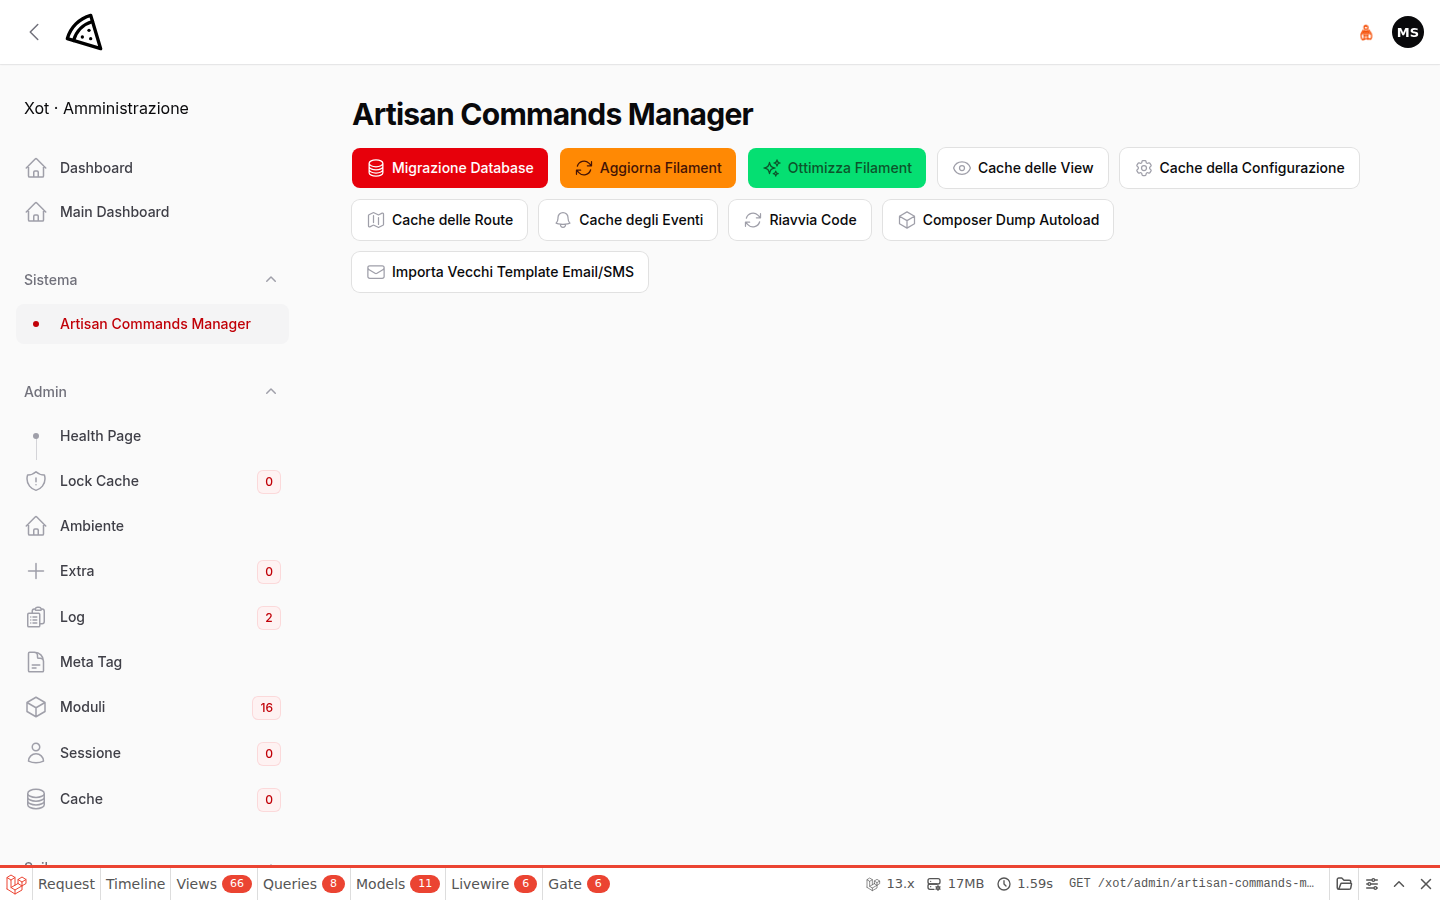 MS
Xot · Amministrazione
Dashboard
Main Dashboard
Sistema
Artisan Commands Manager
Admin
Health Page
Lock Cache 0
Ambiente
Extra 0
Log 2
Meta Tag
Moduli 16
Sessione 0
Cache 0
Artisan Commands Manager
Migrazione Database Aggiorna Filament Ottimizza Filament Cache delle View Cache della Configurazione
Cache delle Route Cache degli Eventi Riavvia Code Composer Dump Autoload
Importa Vecchi Template Email/SMS
Request Timeline Views 66 Queries 8 Models 11 Livewire 6 Gate 6 13.x 17MB 1.59s GET /xot/admin/artisan-commands-m…